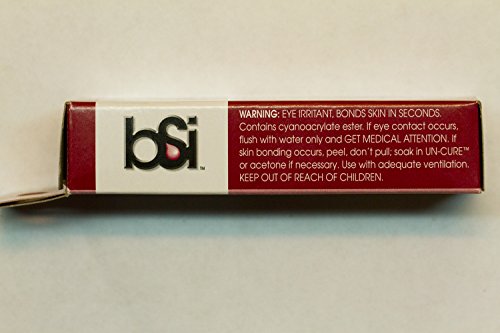 bSi™
WARNING: EYE IRRITANT, BONDS SKIN IN SECONDS.
Contains cyanoacrylate ester. If eye contact occurs,
flush with water only and GET MEDICAL ATTENTION. If
skin bonding occurs, peel, don't pull; soak in UN-CURE™
or acetone if necessary. Use with adequate ventilation.
KEEP OUT OF REACH OF CHILDREN.